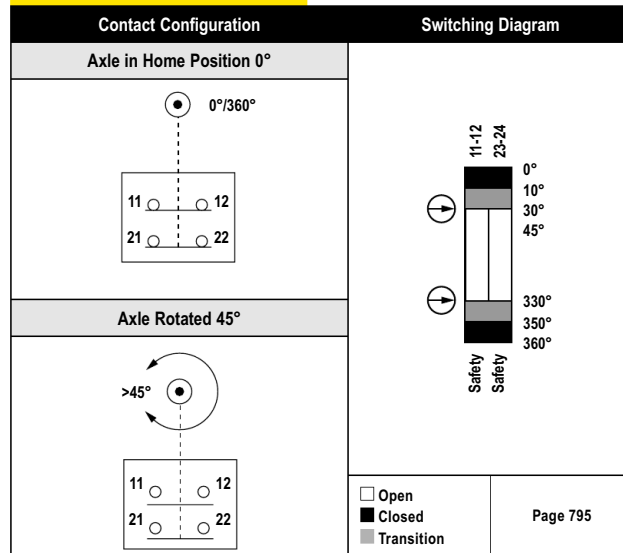 Contact Configuration
Switching Diagram
Axle in Home Position 0°
0°/360°
11 12
21 22
Axle Rotated 45°
>45°
11 12
21 22
11-12
23-24
0°
10°
30°
45°
330°
350°
360°
Safety
Safety
Open
Closed
Transition
Page 795